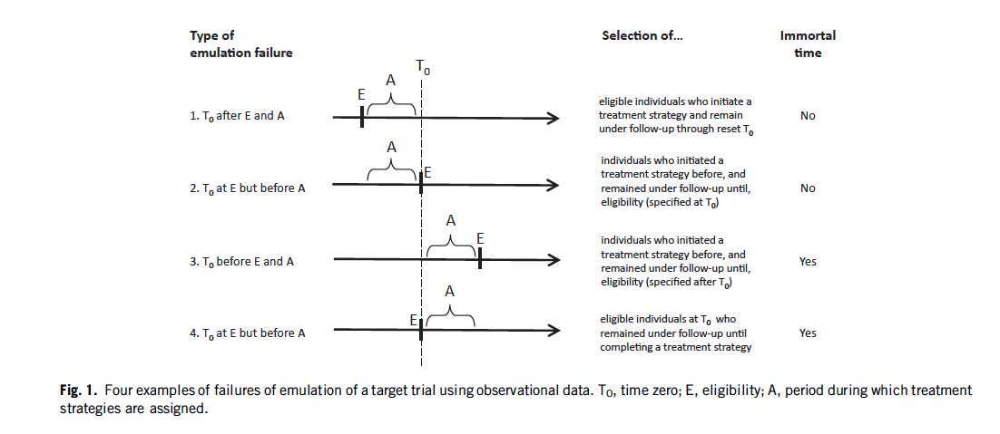 Type of
emulation failure
Selection of...
Immortal
time
T0
1. T0 after E and A
E
A
eligible individuals who initiate a
treatment strategy and remain
under follow-up through reset T0
No
2. T0 at E but before A
A
E
individuals who initiated a
treatment strategy before, and
remained under follow-up until,
eligibility (specified at T0)
No
3. T0 before E and A
A
E
individuals who initiated a
treatment strategy before, and
remained under follow-up until,
eligibility (specified after T0)
Yes
4. T0 at E but before A
E
A
eligible individuals at T0 who
remained under follow-up until
completing a treatment strategy
Yes
Fig. 1. Four examples of failures of emulation of a target trial using observational data. T0, time zero; E, eligibility; A, period during which treatment
strategies are assigned.